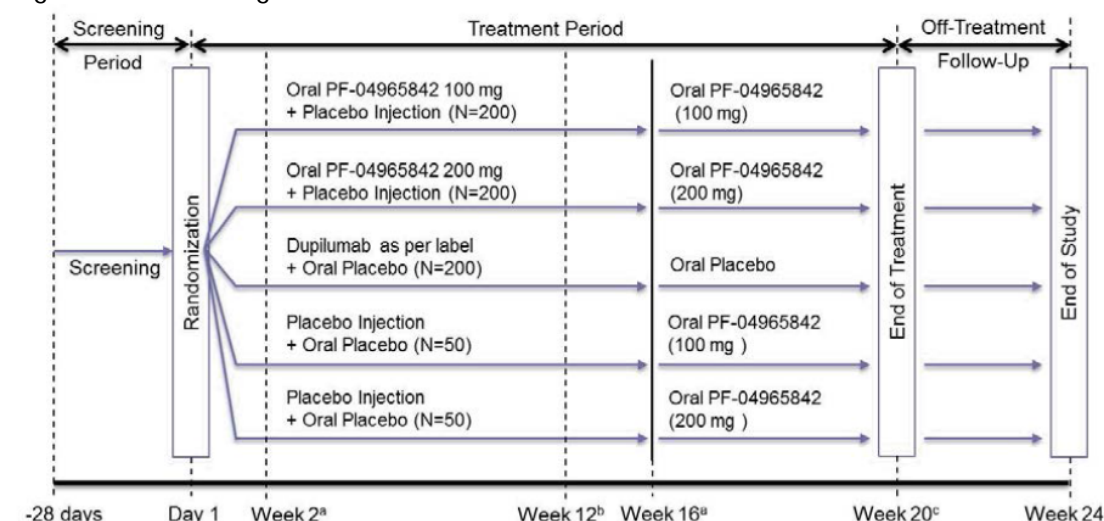 Screening
Period
Treatment Period
Off-Treatment
Follow-Up
Screening
Randomization
Oral PF-04965842 100 mg
+ Placebo Injection (N=200)
Oral PF-04965842
(100 mg)
Oral PF-04965842 200 mg
+ Placebo Injection (N=200)
Oral PF-04965842
(200 mg)
Dupilumab as per label
+ Oral Placebo (N=200)
Oral Placebo
Placebo Injection
+ Oral Placebo (N=50)
Oral PF-04965842
(100 mg )
Placebo Injection
+ Oral Placebo (N=50)
Oral PF-04965842
(200 mg )
End of Treatment
End of Study
-28 days
Day 1
Week 2ᵃ
Week 12ᵇ
Week 16ᵃ
Week 20ᶜ
Week 24